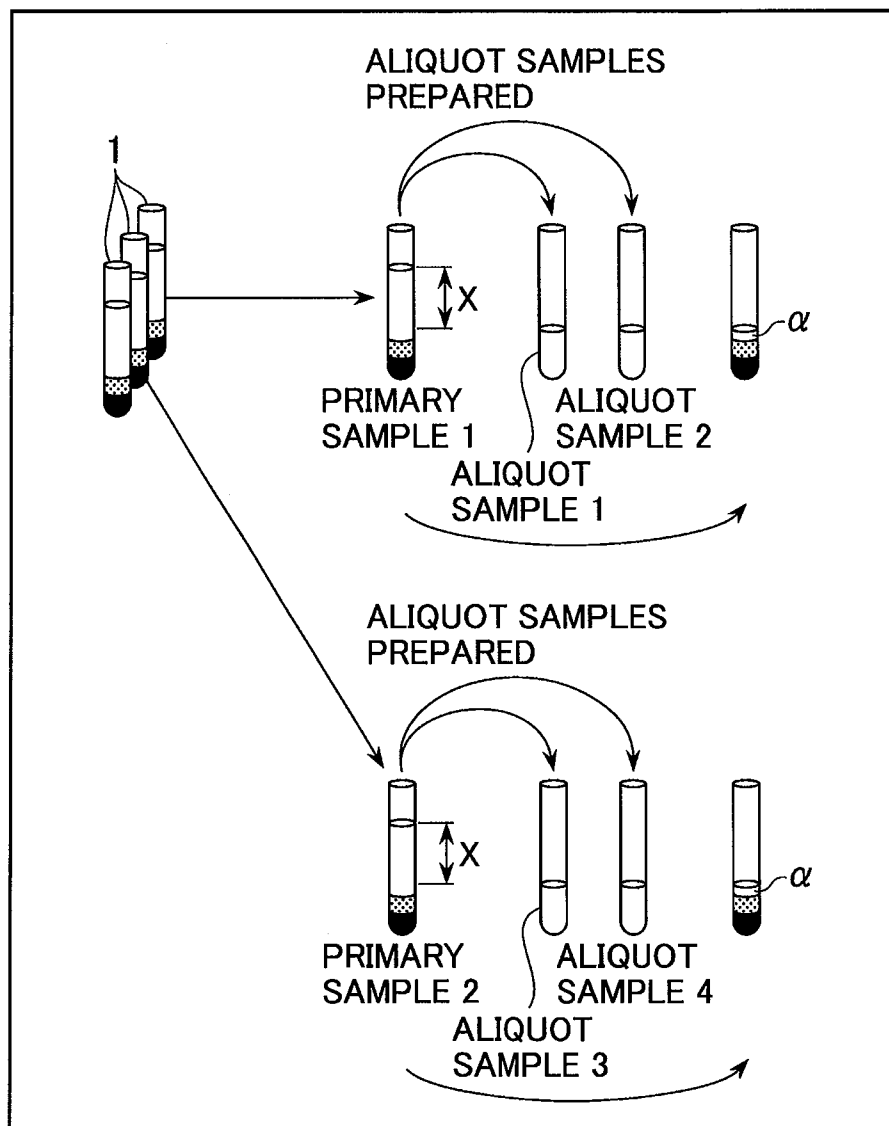 ALIQUOT SAMPLES
PREPARED
1
X
α
PRIMARY
SAMPLE 1
ALIQUOT
SAMPLE 2
ALIQUOT
SAMPLE 1
ALIQUOT SAMPLES
PREPARED
X
α
PRIMARY
SAMPLE 2
ALIQUOT
SAMPLE 4
ALIQUOT
SAMPLE 3